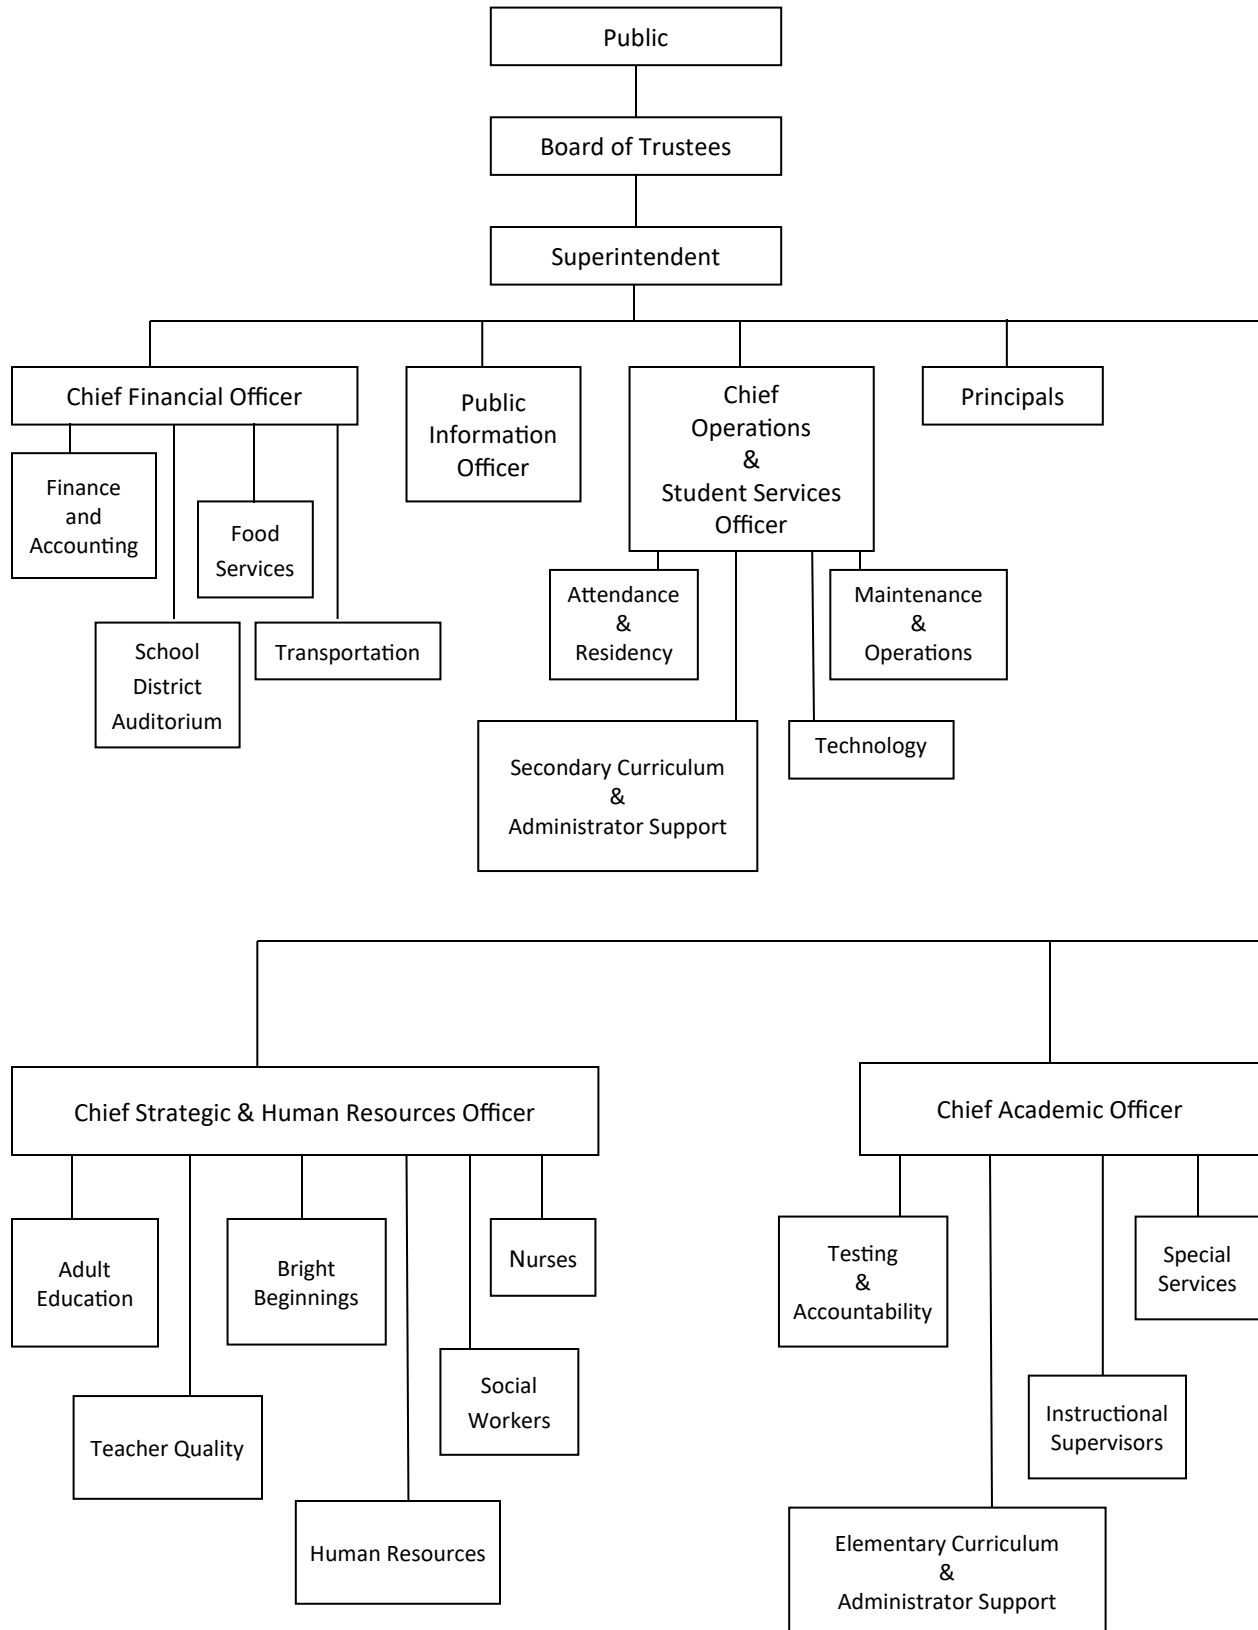 Public
Board of Trustees
Superintendent
Chief Financial Officer
Public
Information
Officer
Chief
Operations
&
Student Services
Officer
Principals
Finance
and
Accounting
Food
Services
School
District
Auditorium
Transportation
Attendance
&
Residency
Maintenance
&
Operations
Secondary Curriculum
&
Administrator Support
Technology
Chief Strategic & Human Resources Officer
Chief Academic Officer
Adult
Education
Bright
Beginnings
Nurses
Social
Workers
Teacher Quality
Human Resources
Testing
&
Accountability
Special
Services
Instructional
Supervisors
Elementary Curriculum
&
Administrator Support